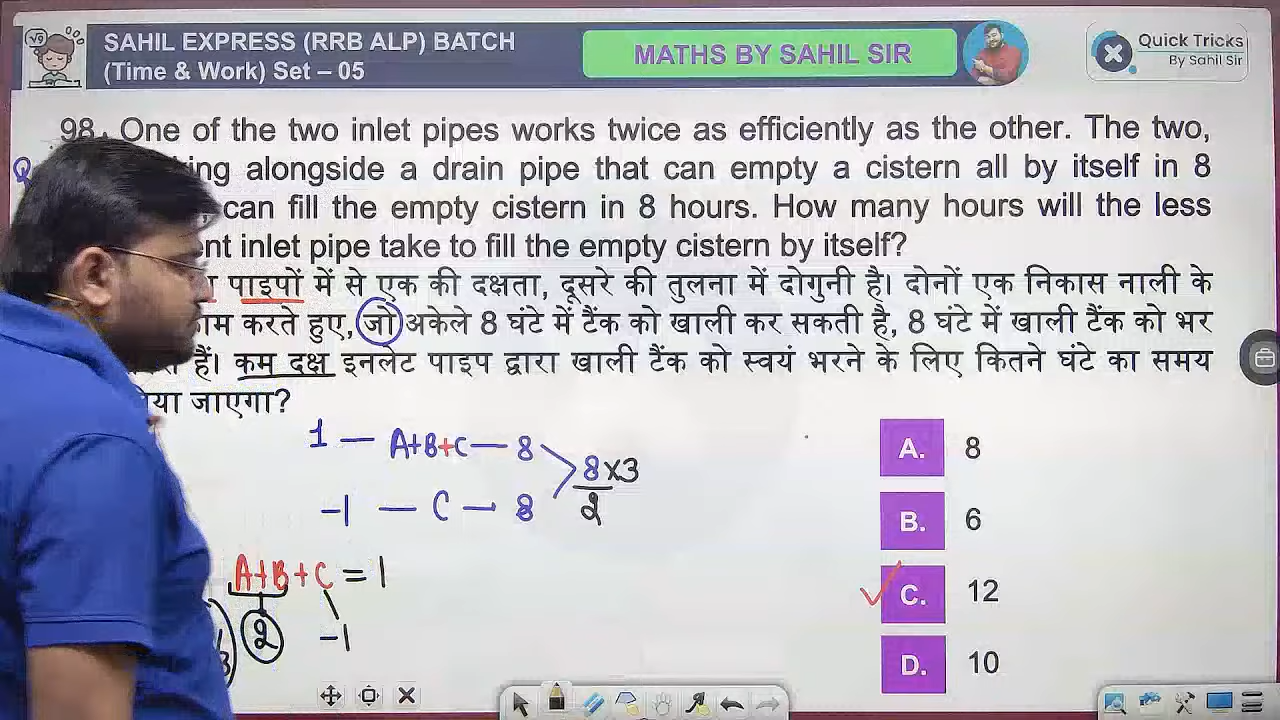 SAHIL EXPRESS (RRB ALP) BATCH
(Time & Work) Set – 05
MATHS BY SAHIL SIR
Quick Tricks
By Sahil Sir
98. One of the two inlet pipes works twice as efficiently as the other. The two,
alongside a drain pipe that can empty a cistern all by itself in 8
can fill the empty cistern in 8 hours. How many hours will the less
inlet pipe take to fill the empty cistern by itself?
पाइपों में से एक की दक्षता, दूसरे की तुलना में दोगुनी है। दोनों एक निकास नाली के
करते हुए, जो अकेले 8 घंटे में टैंक को खाली कर सकती है, 8 घंटे में खाली टैंक को भर
हैं। कम दक्ष इनलेट पाइप द्वारा खाली टैंक को स्वयं भरने के लिए कितने घंटे का समय
जाएगा?
1 — A+B+C — 8
8×3
2
-1 — C — 8
A+B+C = 1
2 -1
3
A. 8
B. 6
C. 12
D. 10